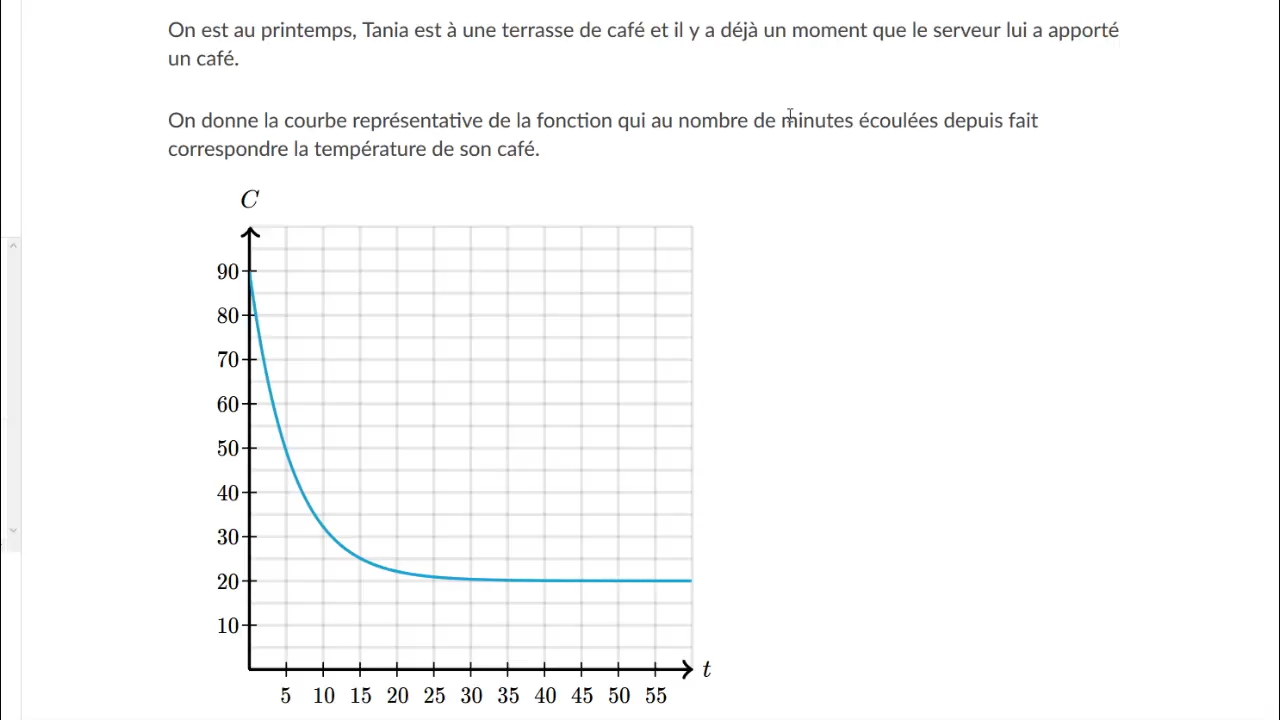 On est au printemps, Tania est à une terrasse de café et il y a déjà un moment que le serveur lui a apporté
un café.
On donne la courbe représentative de la fonction qui au nombre de minutes écoulées depuis fait
correspondre la température de son café.
C
90
80
70
60
50
40
30
20
10
t
5 10 15 20 25 30 35 40 45 50 55